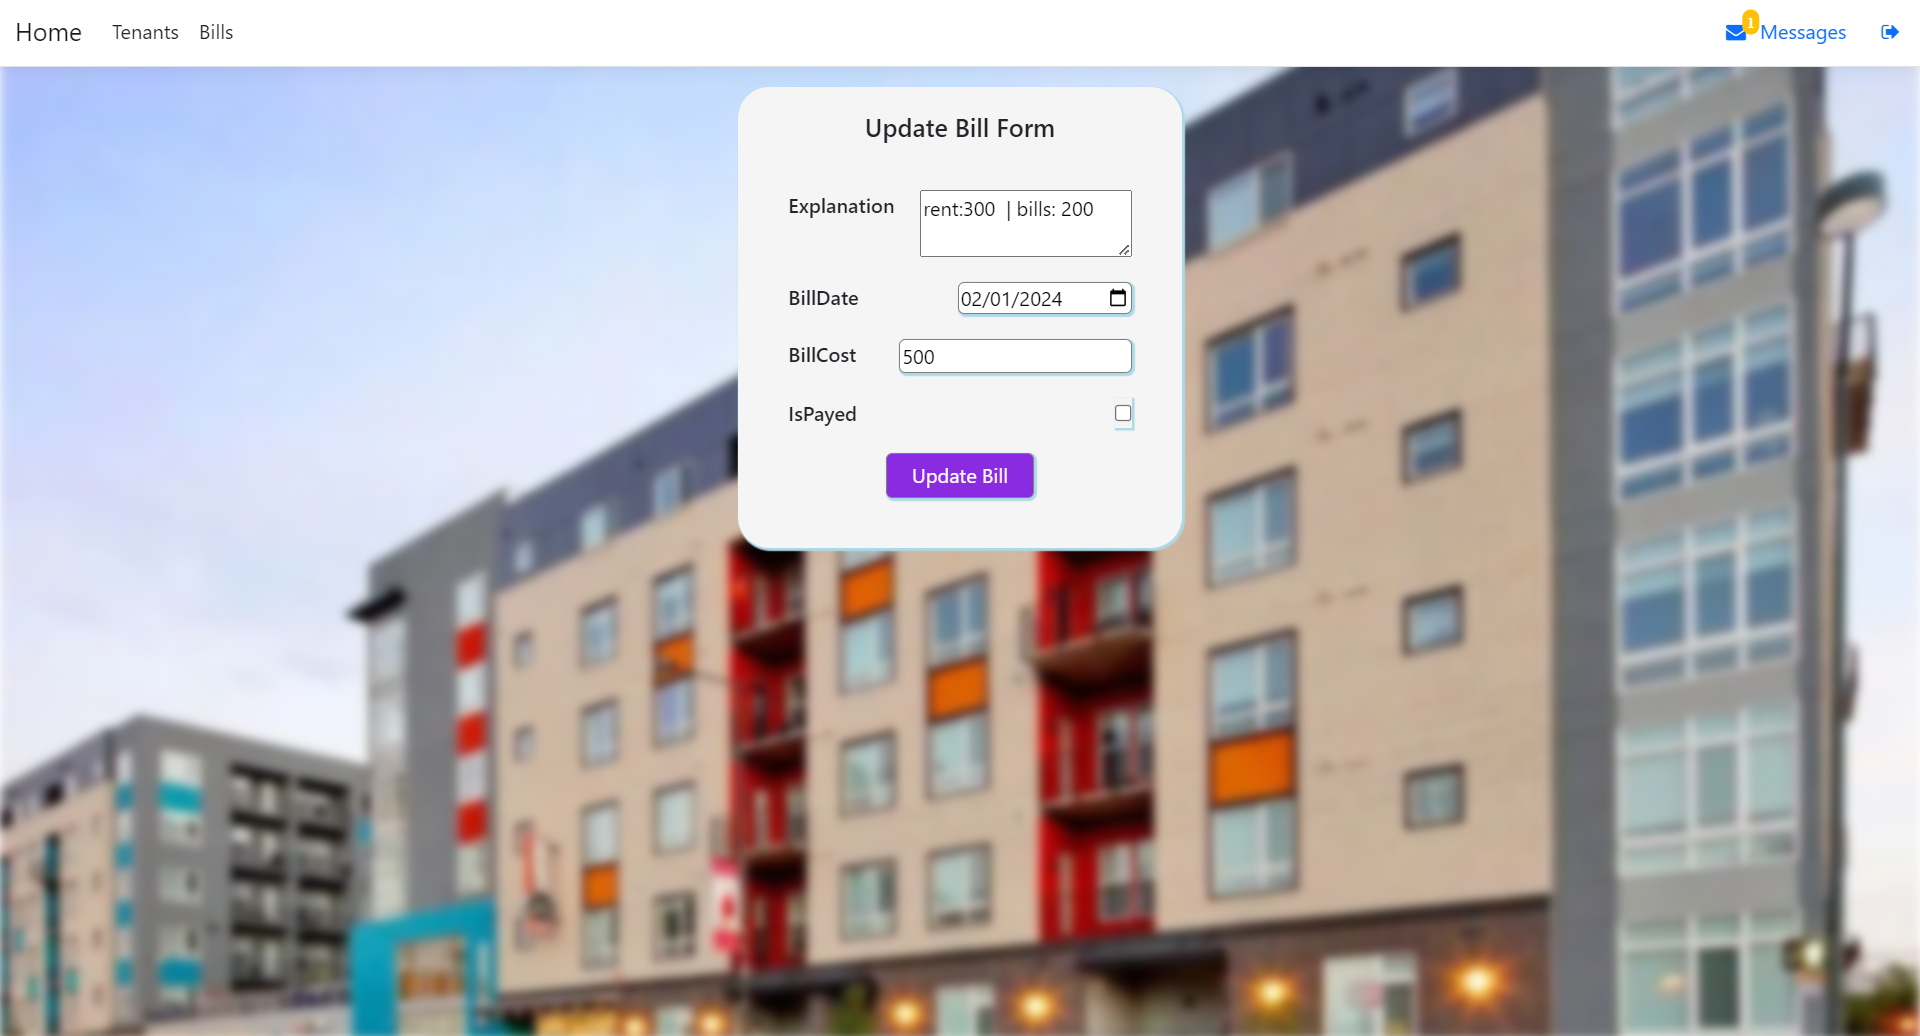 Home Tenants Bills 1 Messages
Update Bill Form
Explanation rent:300 | bills: 200
BillDate 02/01/2024
BillCost 500
IsPayed
Update Bill